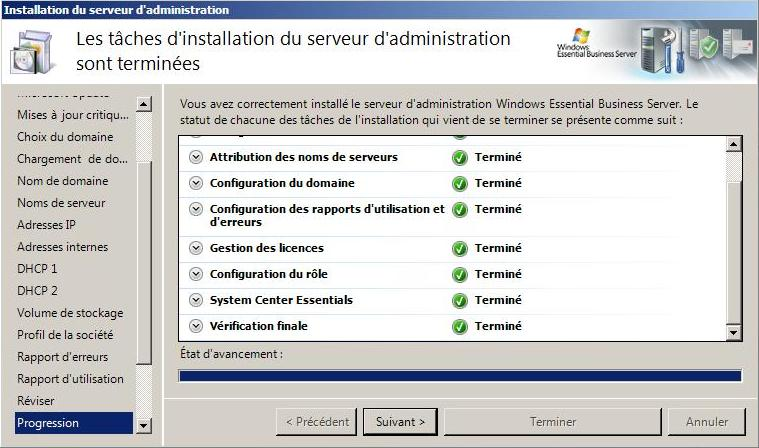 Installation du serveur d'administration
Les tâches d'installation du serveur d'administration
sont terminées
Windows
Essential Business Server
Mises à jour critiqu...
Choix du domaine
Chargement de do...
Nom de domaine
Noms de serveur
Adresses IP
Adresses internes
DHCP 1
DHCP 2
Volume de stockage
Profil de la société
Rapport d'erreurs
Rapport d'utilisation
Réviser
Progression
Vous avez correctement installé le serveur d'administration Windows Essential Business Server. Le
statut de chacune des tâches de l'installation qui vient de se terminer se présente comme suit :
Attribution des noms de serveurs Terminé
Configuration du domaine Terminé
Configuration des rapports d'utilisation et Terminé
d'erreurs
Gestion des licences Terminé
Configuration du rôle Terminé
System Center Essentials Terminé
Vérification finale Terminé
État d'avancement :
< Précédent Suivant > Terminer Annuler